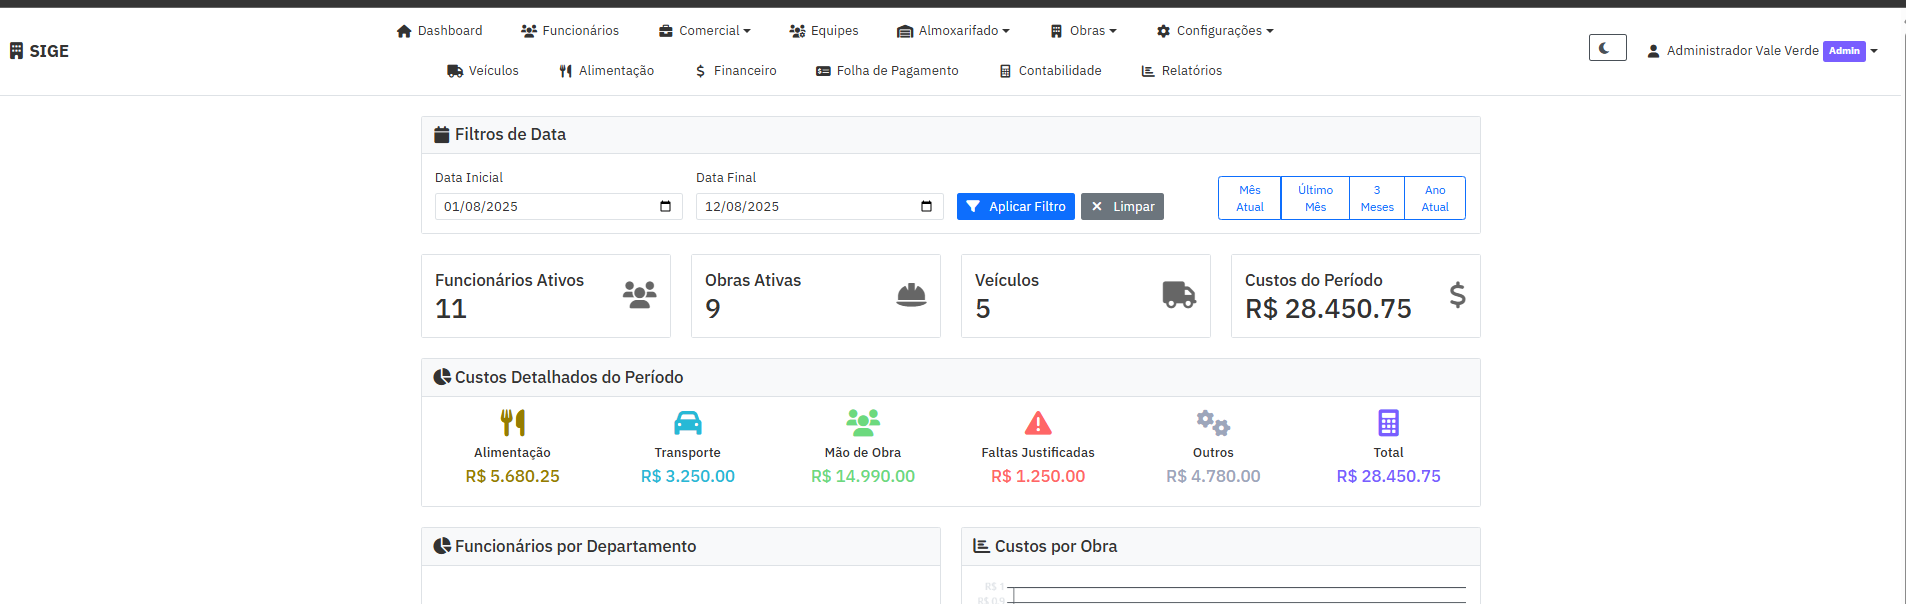 SIGE
Dashboard Funcionários Comercial Equipes Almoxarifado Obras Configurações
Veículos Alimentação Financeiro Folha de Pagamento Contabilidade Relatórios
Administrador Vale Verde Admin
Filtros de Data
Data Inicial Data Final
01/08/2025 12/08/2025 Aplicar Filtro Limpar
Mês Atual Último Mês 3 Meses Ano Atual
Funcionários Ativos
11
Obras Ativas
9
Veículos
5
Custos do Período
R$ 28.450.75
Custos Detalhados do Período
Alimentação Transporte Mão de Obra Faltas Justificadas Outros Total
R$ 5.680.25 R$ 3.250.00 R$ 14.990.00 R$ 1.250.00 R$ 4.780.00 R$ 28.450.75
Funcionários por Departamento
Custos por Obra
R$ 1
R$ 0.9